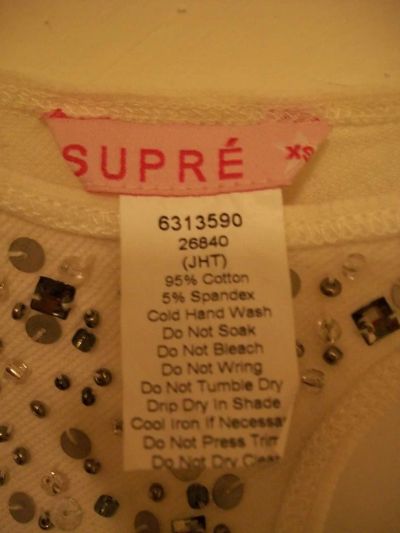 SUPRÉ XS
6313590
26840
(JHT)
95% Cotton
5% Spandex
Cold Hand Wash
Do Not Soak
Do Not Bleach
Do Not Wring
Do Not Tumble Dry
Drip Dry In Shade
Cool Iron If Necessa
Do Not Press Trim
Do Not Dry Clean